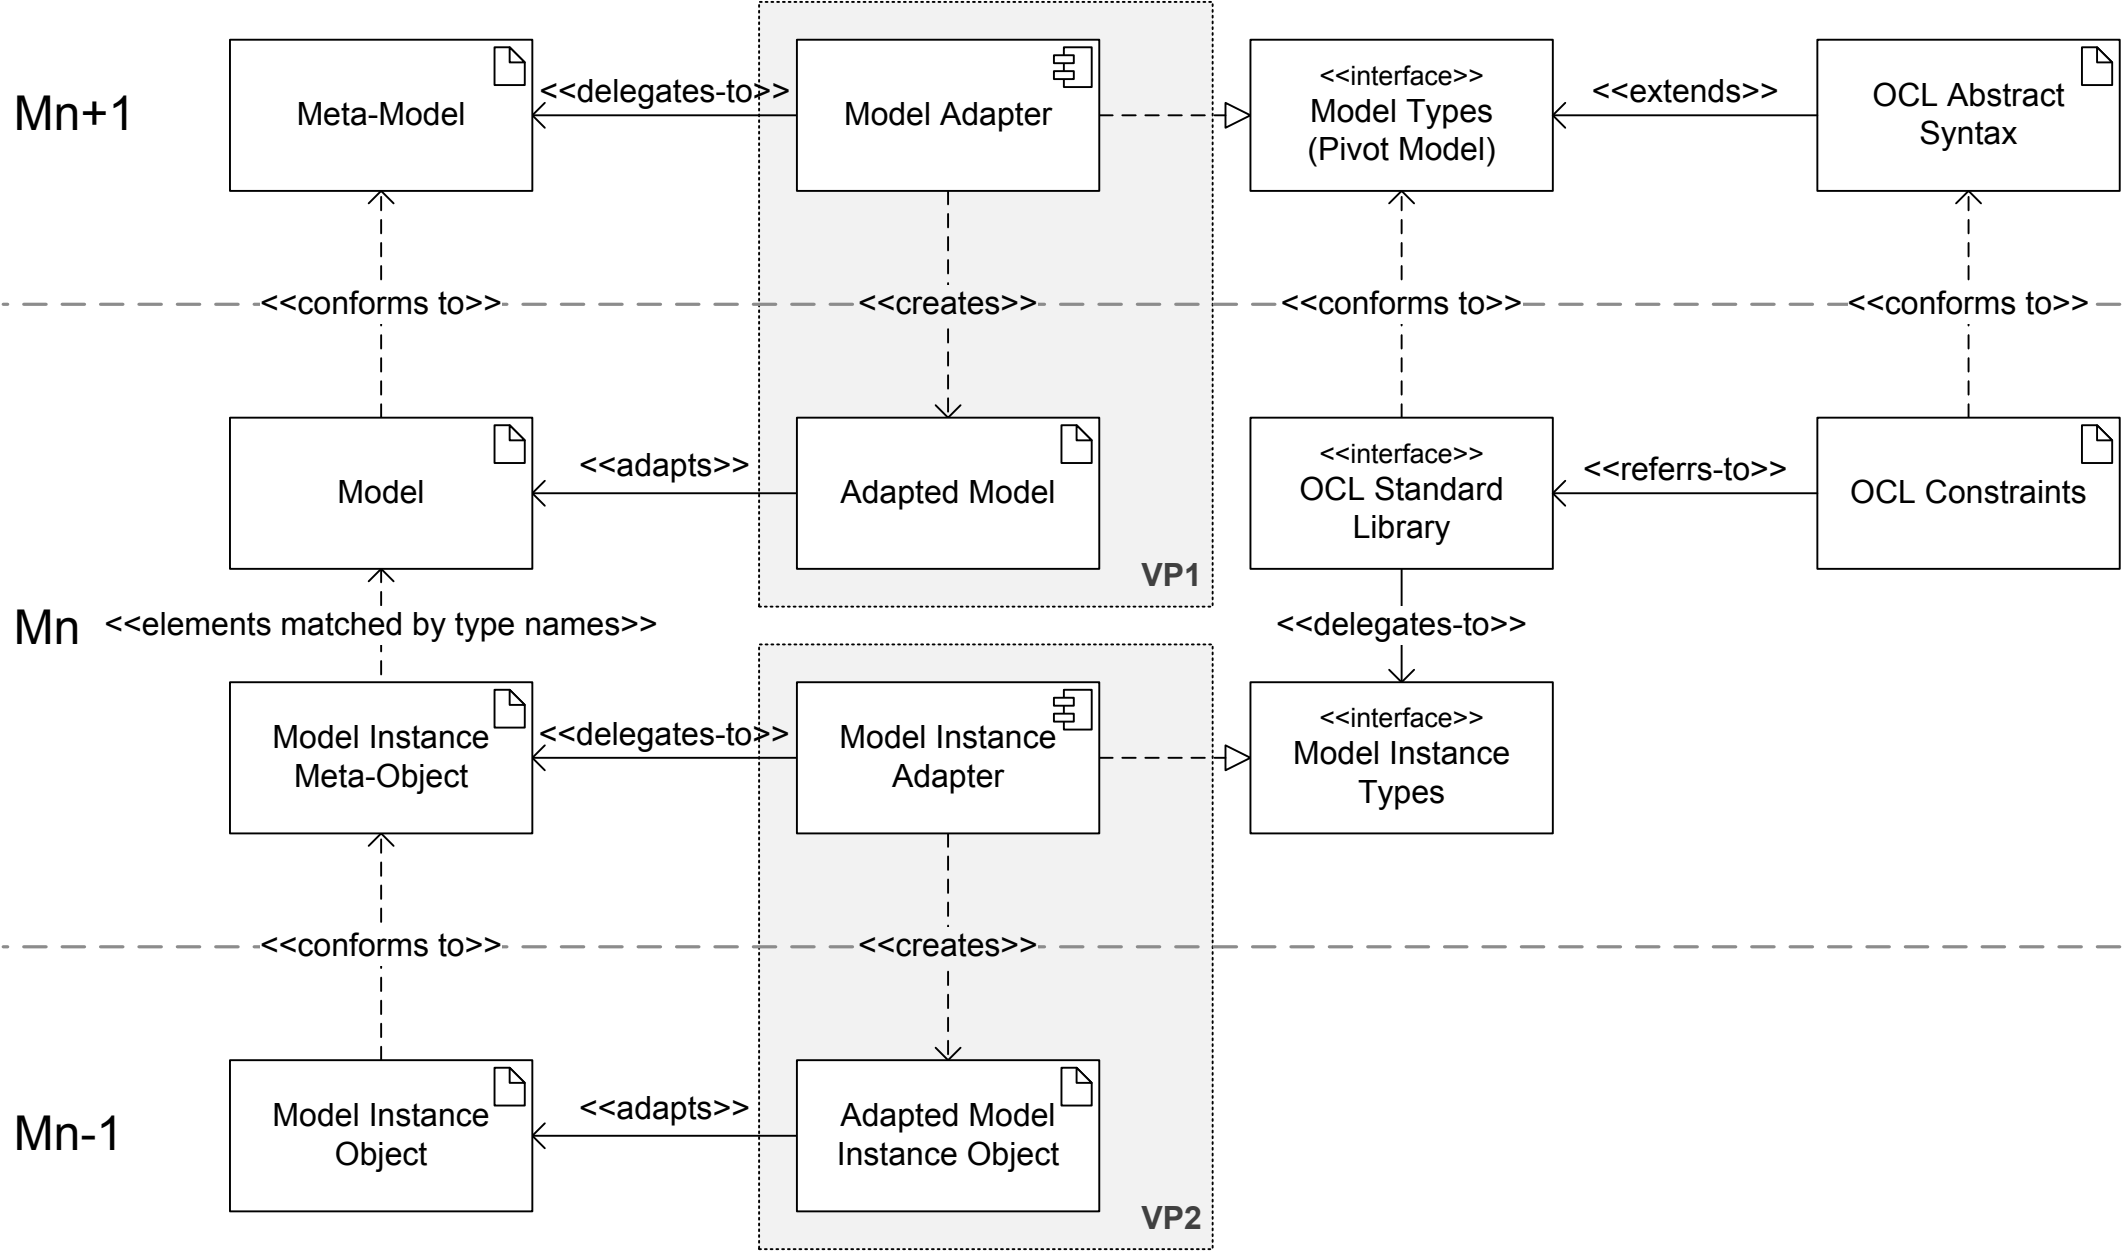 Mn+1
Meta-Model
<<delegates-to>>
Model Adapter
<<interface>>
Model Types
(Pivot Model)
<<extends>>
OCL Abstract
Syntax
<<conforms to>>
<<creates>>
<<conforms to>>
<<conforms to>>
Model
<<adapts>>
Adapted Model
VP1
<<interface>>
OCL Standard
Library
<<referrs-to>>
OCL Constraints
Mn
<<elements matched by type names>>
<<delegates-to>>
Model Instance
Meta-Object
<<delegates-to>>
Model Instance
Adapter
<<interface>>
Model Instance
Types
<<conforms to>>
<<creates>>
Mn-1
Model Instance
Object
<<adapts>>
Adapted Model
Instance Object
VP2